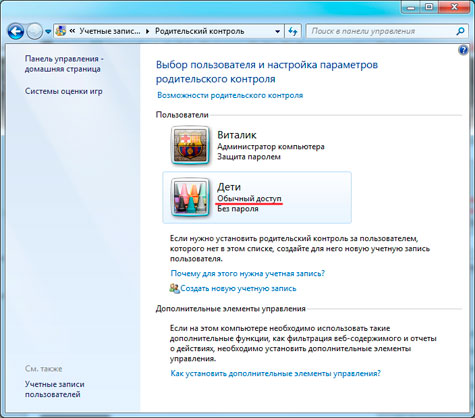 « Учетные запис... ▸ Родительский контроль
Поиск в панели управления
Панель управления -
домашняя страница
Системы оценки игр
Выбор пользователя и настройка параметров
родительского контроля
Возможности родительского контроля
Пользователи
Виталик
Администратор компьютера
Защита паролем
Дети
Обычный доступ
Без пароля
Если нужно установить родительский контроль за пользователем,
которого нет в этом списке, создайте для него новую учетную запись
пользователя.
Почему для этого нужна учетная запись?
Создать новую учетную запись
Дополнительные элементы управления
Если на этом компьютере необходимо использовать такие
дополнительные функции, как фильтрация веб-содержимого и отчеты
о действиях, необходимо установить дополнительные элементы
управления.
Как установить дополнительные элементы управления?
См. также
Учетные записи
пользователей